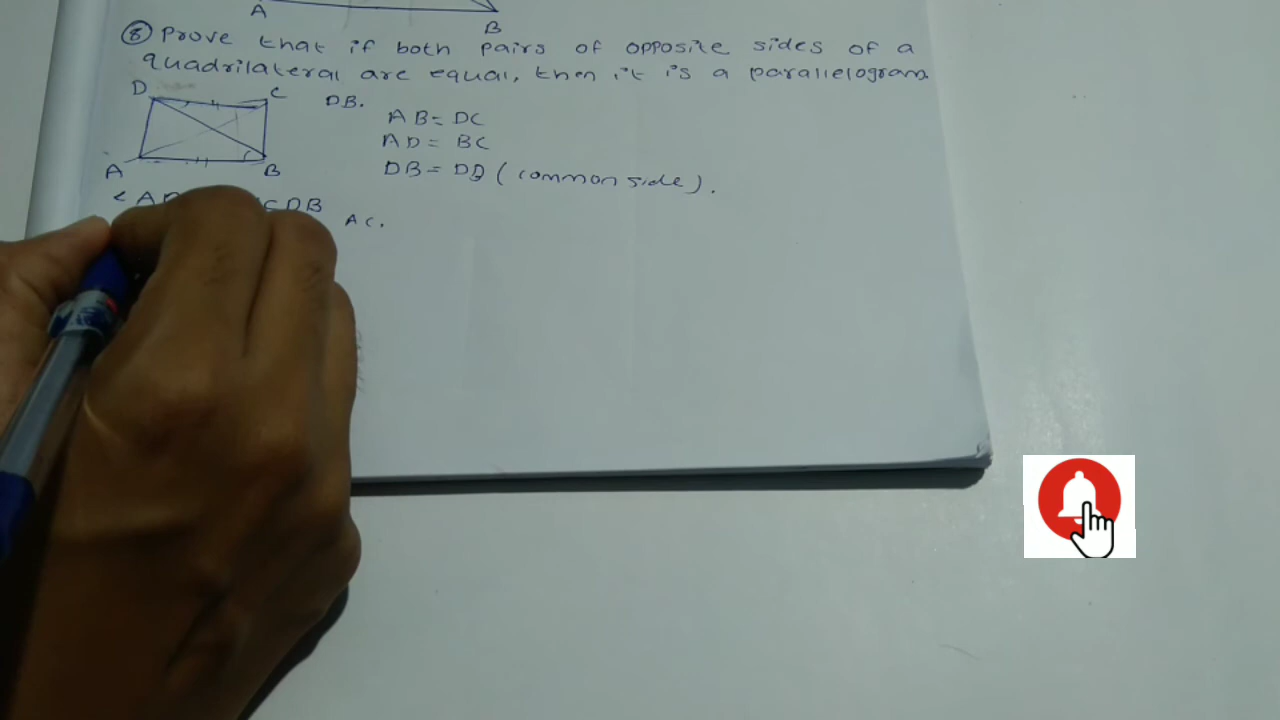 A
B
⑧ Prove that if both pairs of opposite sides of a
quadrilateral are equal, then it is a parallelogram
D C DB.
AB = DC
AD = BC
A B DB = DB (common side).
CDB
AC.